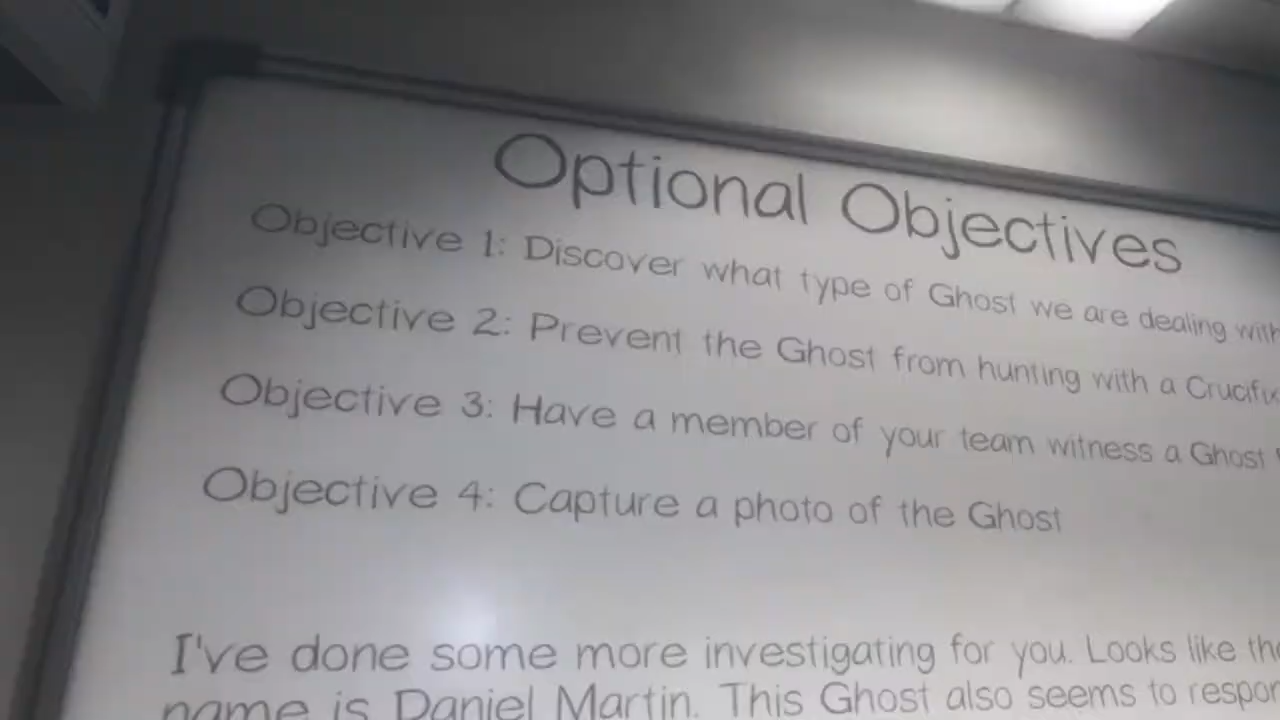 Optional Objectives
Objective 1: Discover what type of Ghost we are dealing with
Objective 2: Prevent the Ghost from hunting with a
Objective 3: Have a member of your team witness a Ghost
Objective 4: Capture a photo of the Ghost
I've done some more investigating for you. Looks like
name is Daniel Martin. This Ghost also seems to